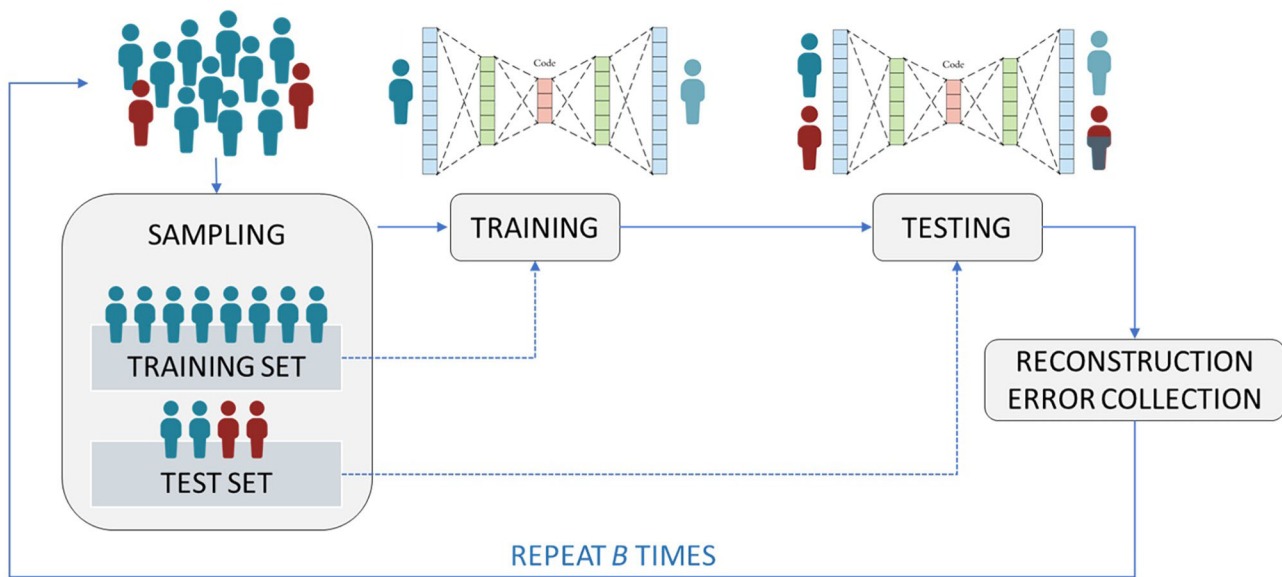 Code
Code
SAMPLING
TRAINING
TESTING
TRAINING SET
RECONSTRUCTION
ERROR COLLECTION
TEST SET
REPEAT B TIMES